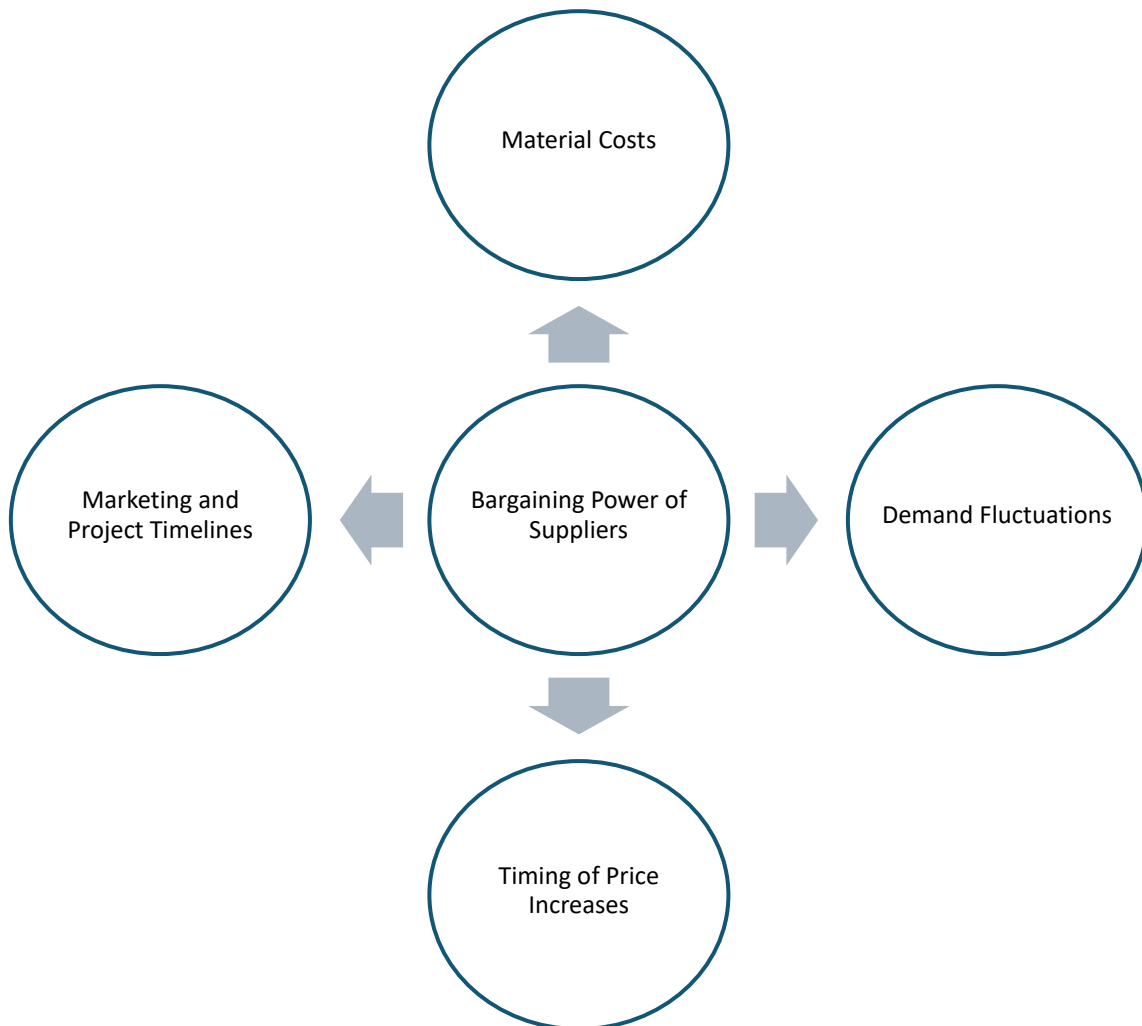 Material Costs
Marketing and
Project Timelines
Bargaining Power of
Suppliers
Demand Fluctuations
Timing of Price
Increases